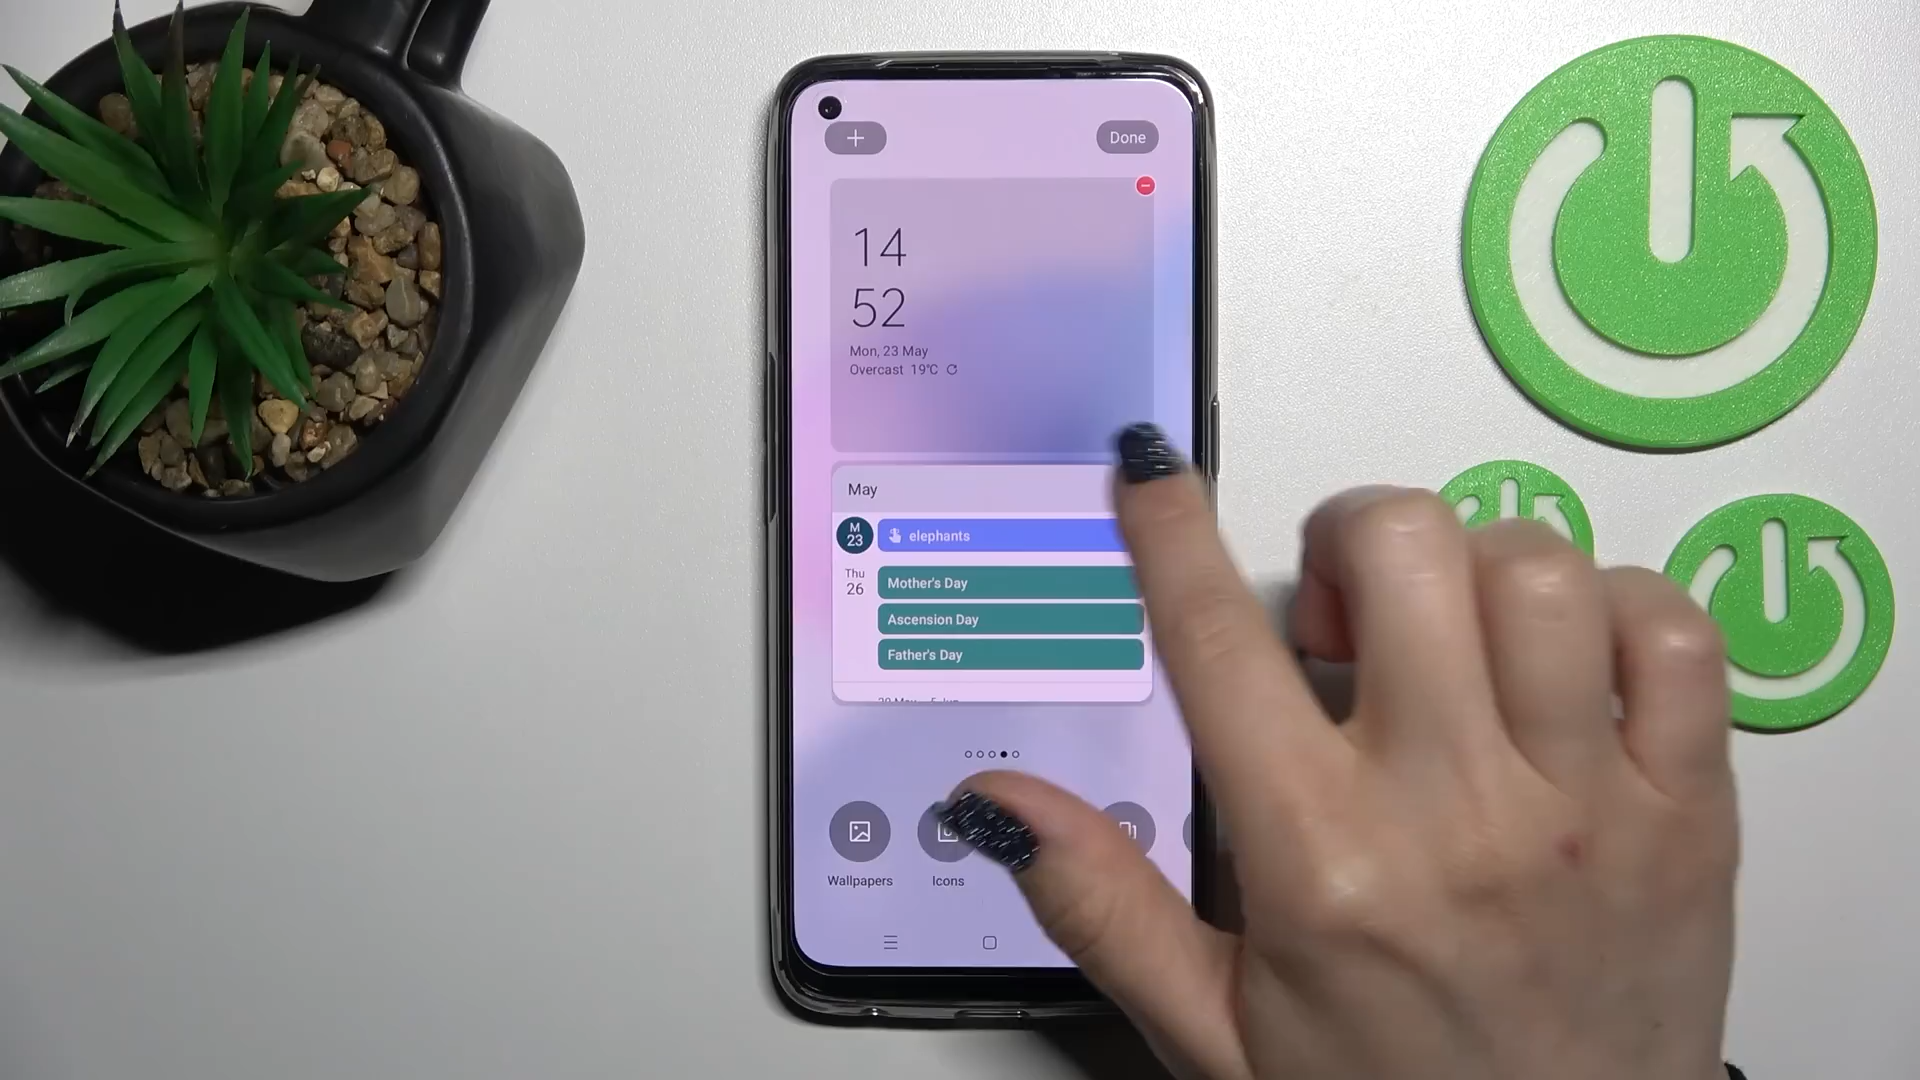 Done
14
52
Mon, 23 May
Overcast 19°C
May
M
23
elephants
Thu
26
Mother's Day
Ascension Day
Father's Day
Wallpapers
Icons